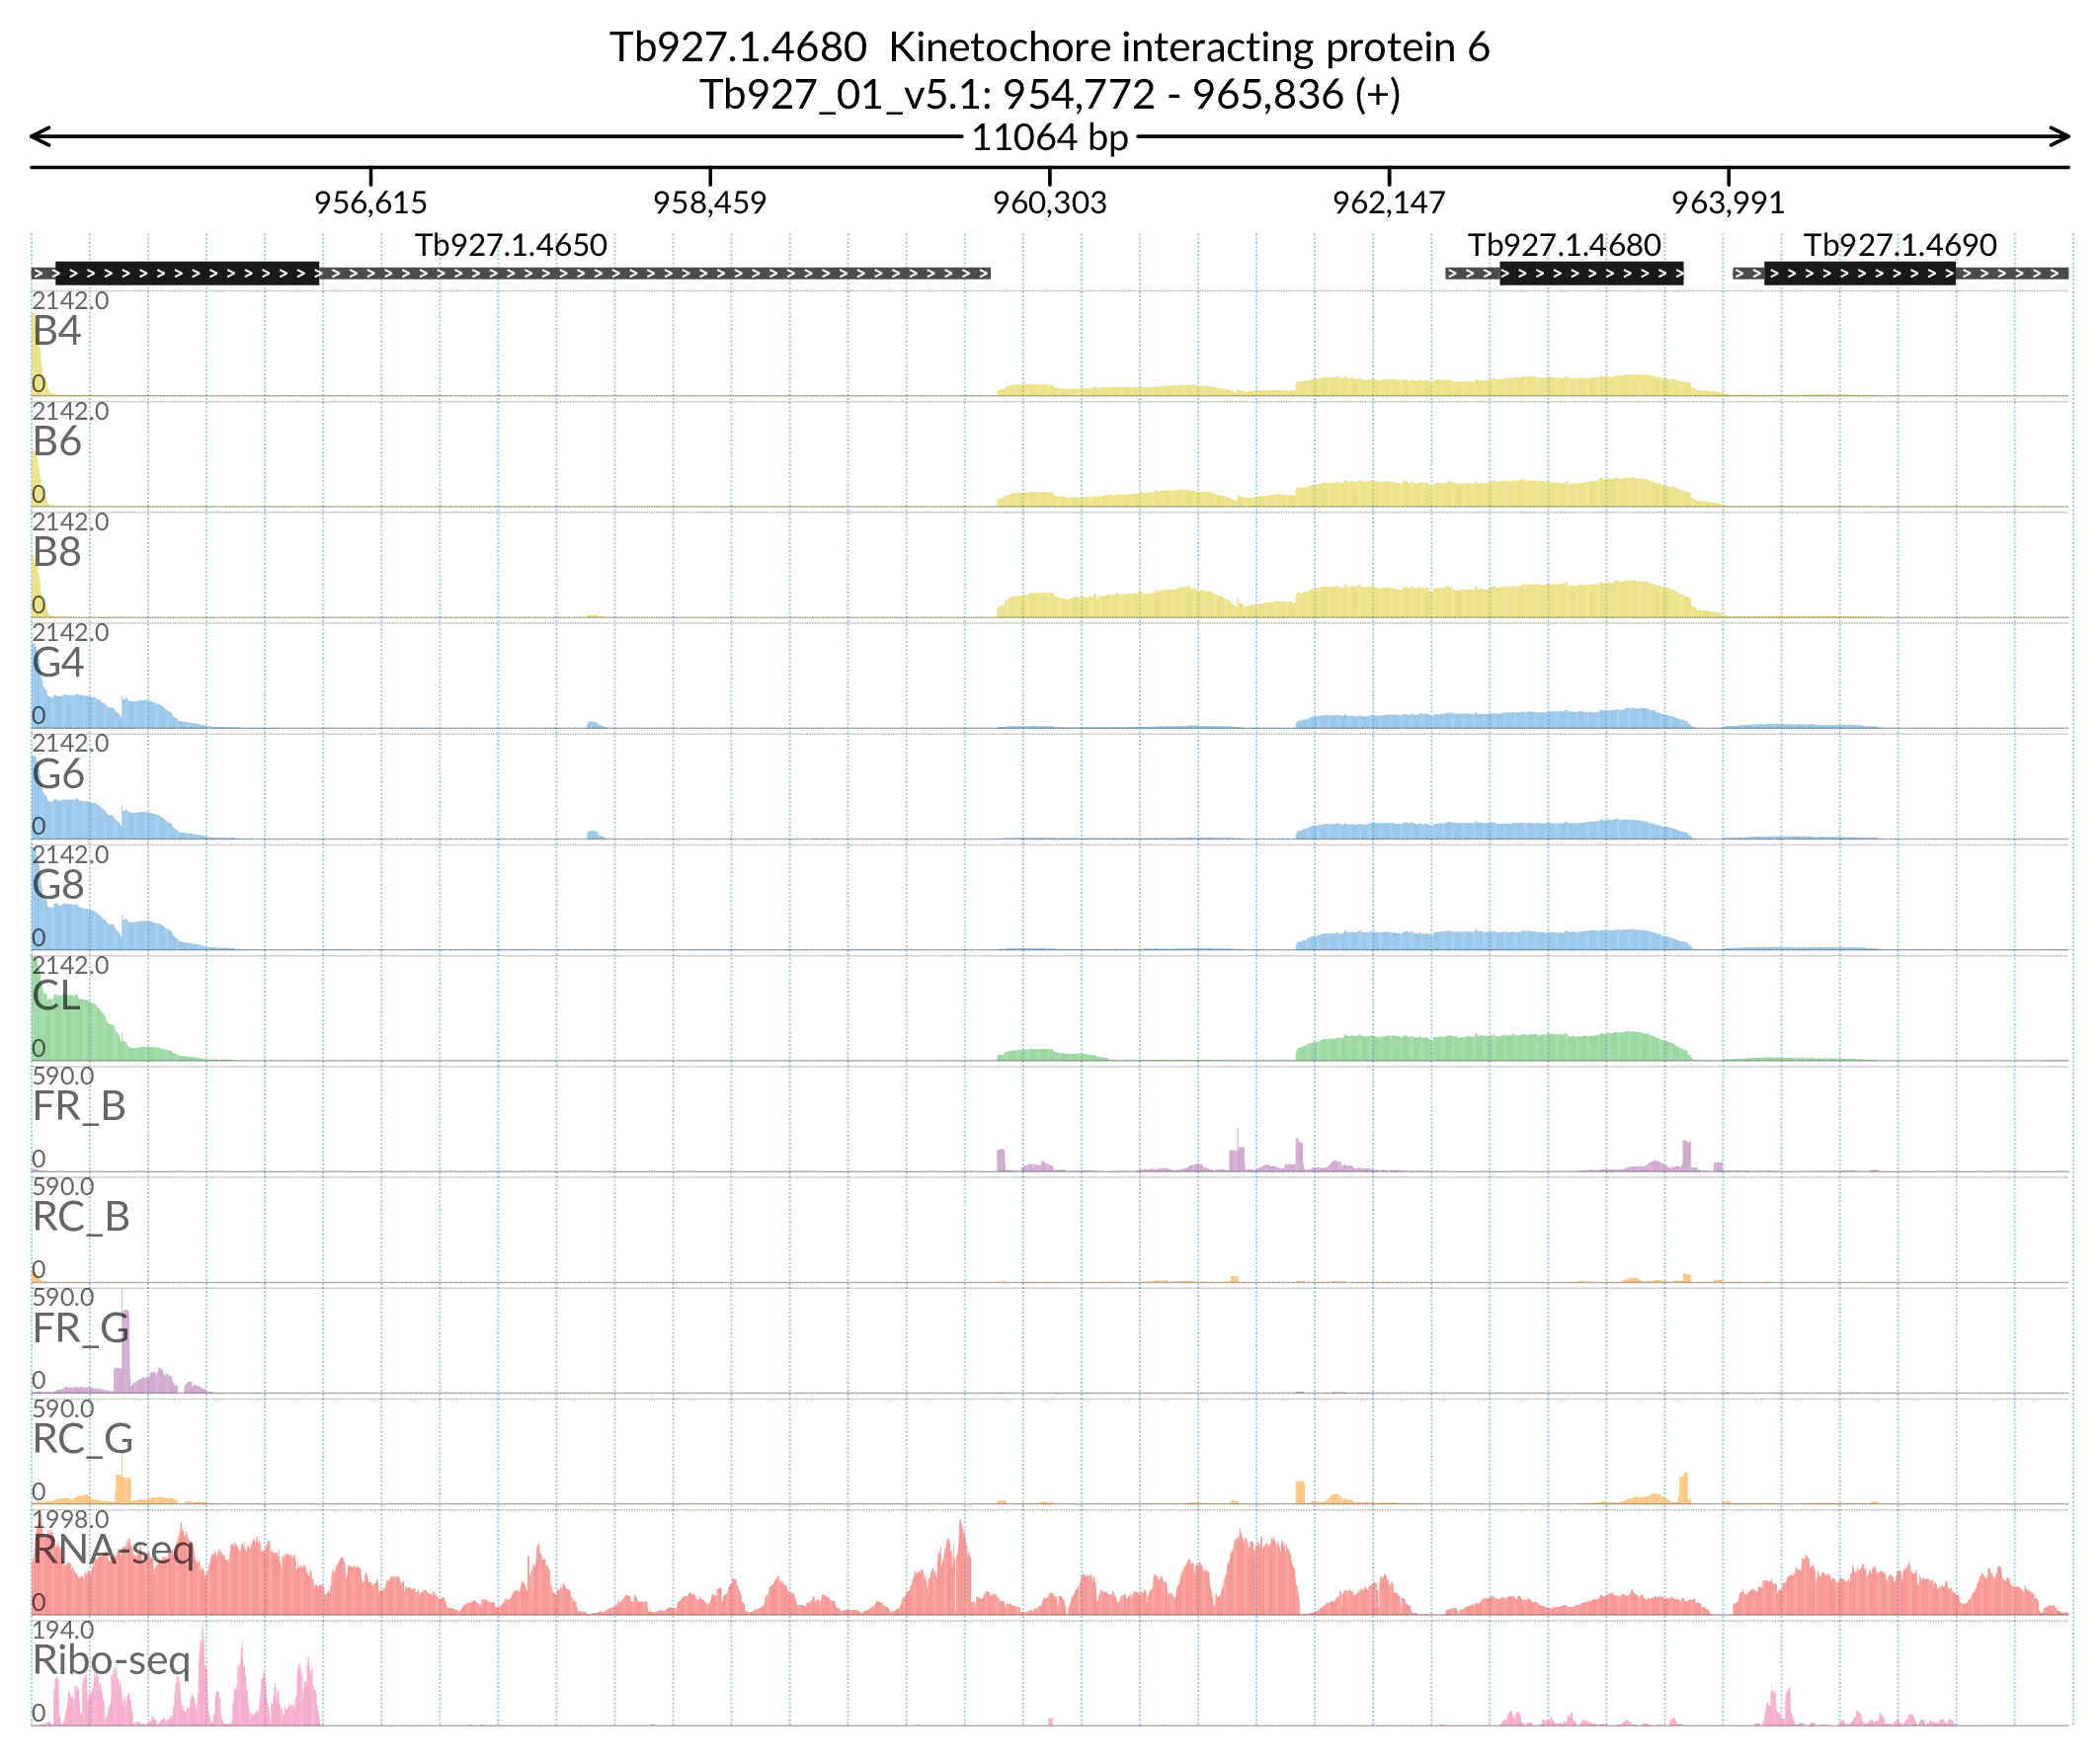 Tb927.1.4680 Kinetochore interacting protein 6
Tb927_01_v5.1: 954,772 - 965,836 (+)
11064 bp
956,615 958,459 960,303 962,147 963,991
Tb927.1.4650 Tb927.1.4680 Tb927.1.4690
2142.0
B4
0
2142.0
B6
0
2142.0
B8
0
2142.0
G4
0
2142.0
G6
0
2142.0
G8
0
2142.0
CL
0
590.0
FR_B
0
590.0
RC_B
0
590.0
FR_G
0
590.0
RC_G
0
1998.0
RNA-seq
0
194.0
Ribo-seq
0